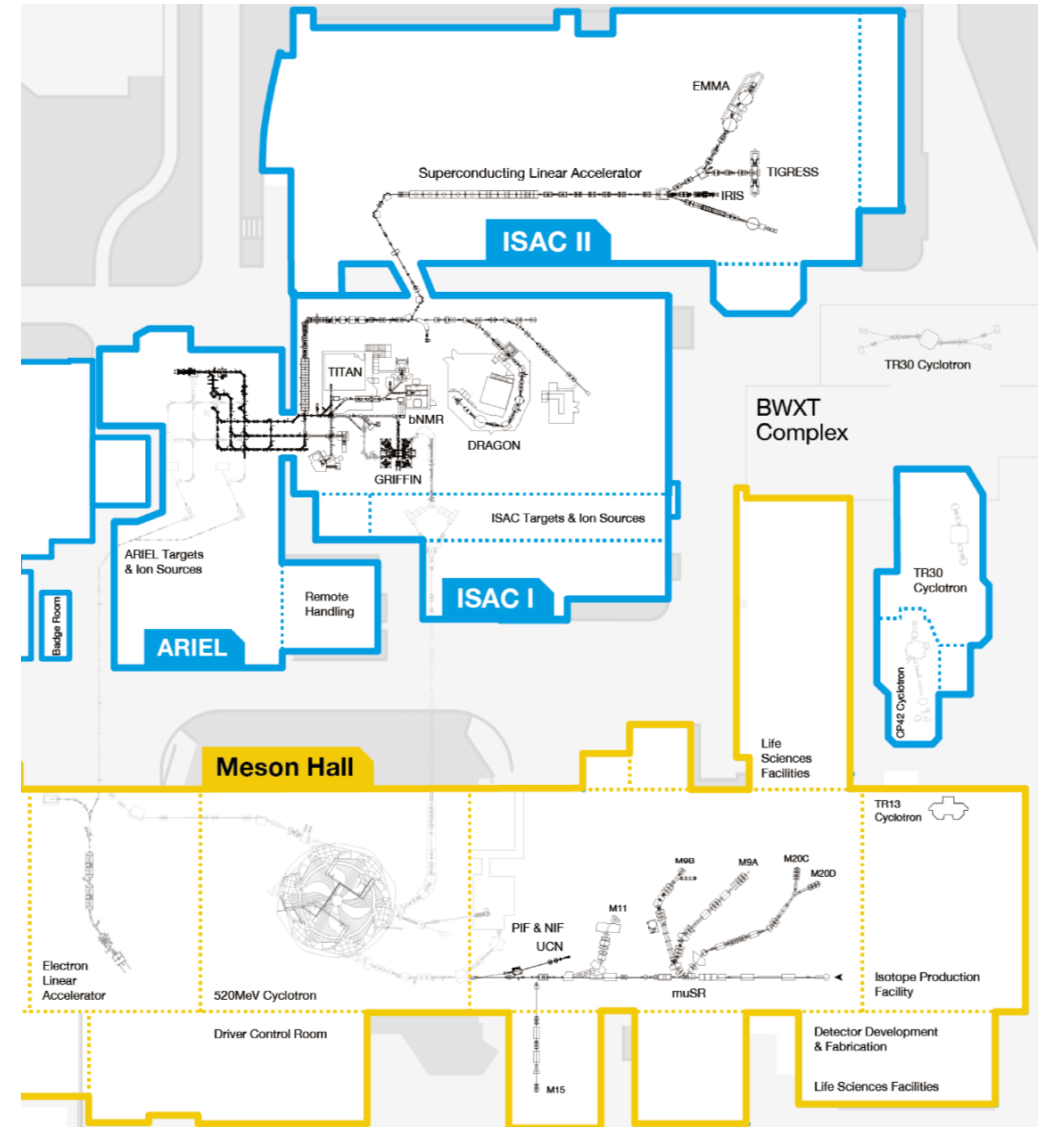 EMMA
Superconducting Linear Accelerator
TIGRESS
IRIS
ISAC II
TITAN
bNMR
DRAGON
GRIFFIN
TR30 Cyclotron
BWXT
Complex
ISAC Targets & Ion Sources
ARIEL Targets
& Ion Sources
Remote
Handling
ISAC I
ARIEL
Badge Room
TR30
Cyclotron
CP42 Cyclotron
Meson Hall
Life
Sciences
Facilities
TR13
Cyclotron
M9B
M9A
M20C
M20D
M11
PIF & NIF
UCN
muSR
Electron
Linear
Accelerator
520MeV Cyclotron
Isotope Production
Facility
Driver Control Room
M15
Detector Development
& Fabrication
Life Sciences Facilities